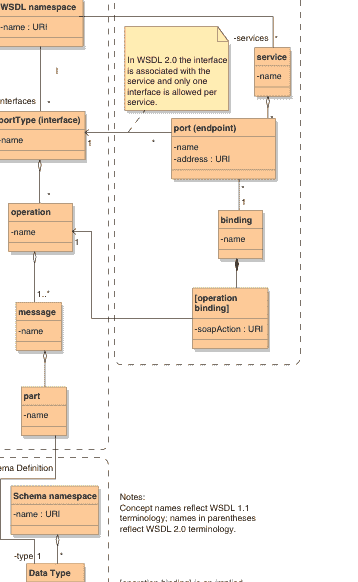 WSDL namespace
-name : URI
-services *
In WSDL 2.0 the interface
is associated with the
service and only one
interface is allowed per
service.
service
-name
*
*
portType (interface)
-name
1
*
port (endpoint)
-name
-address : URI
*
1
*
operation
-name
1
binding
-name
1..*
[operation
binding]
-soapAction : URI
message
-name
part
-name
Definition
Schema namespace
-name : URI
Notes:
Concept names reflect WSDL 1.1
terminology; names in parentheses
reflect WSDL 2.0 terminology.
-type 1 *
Data Type